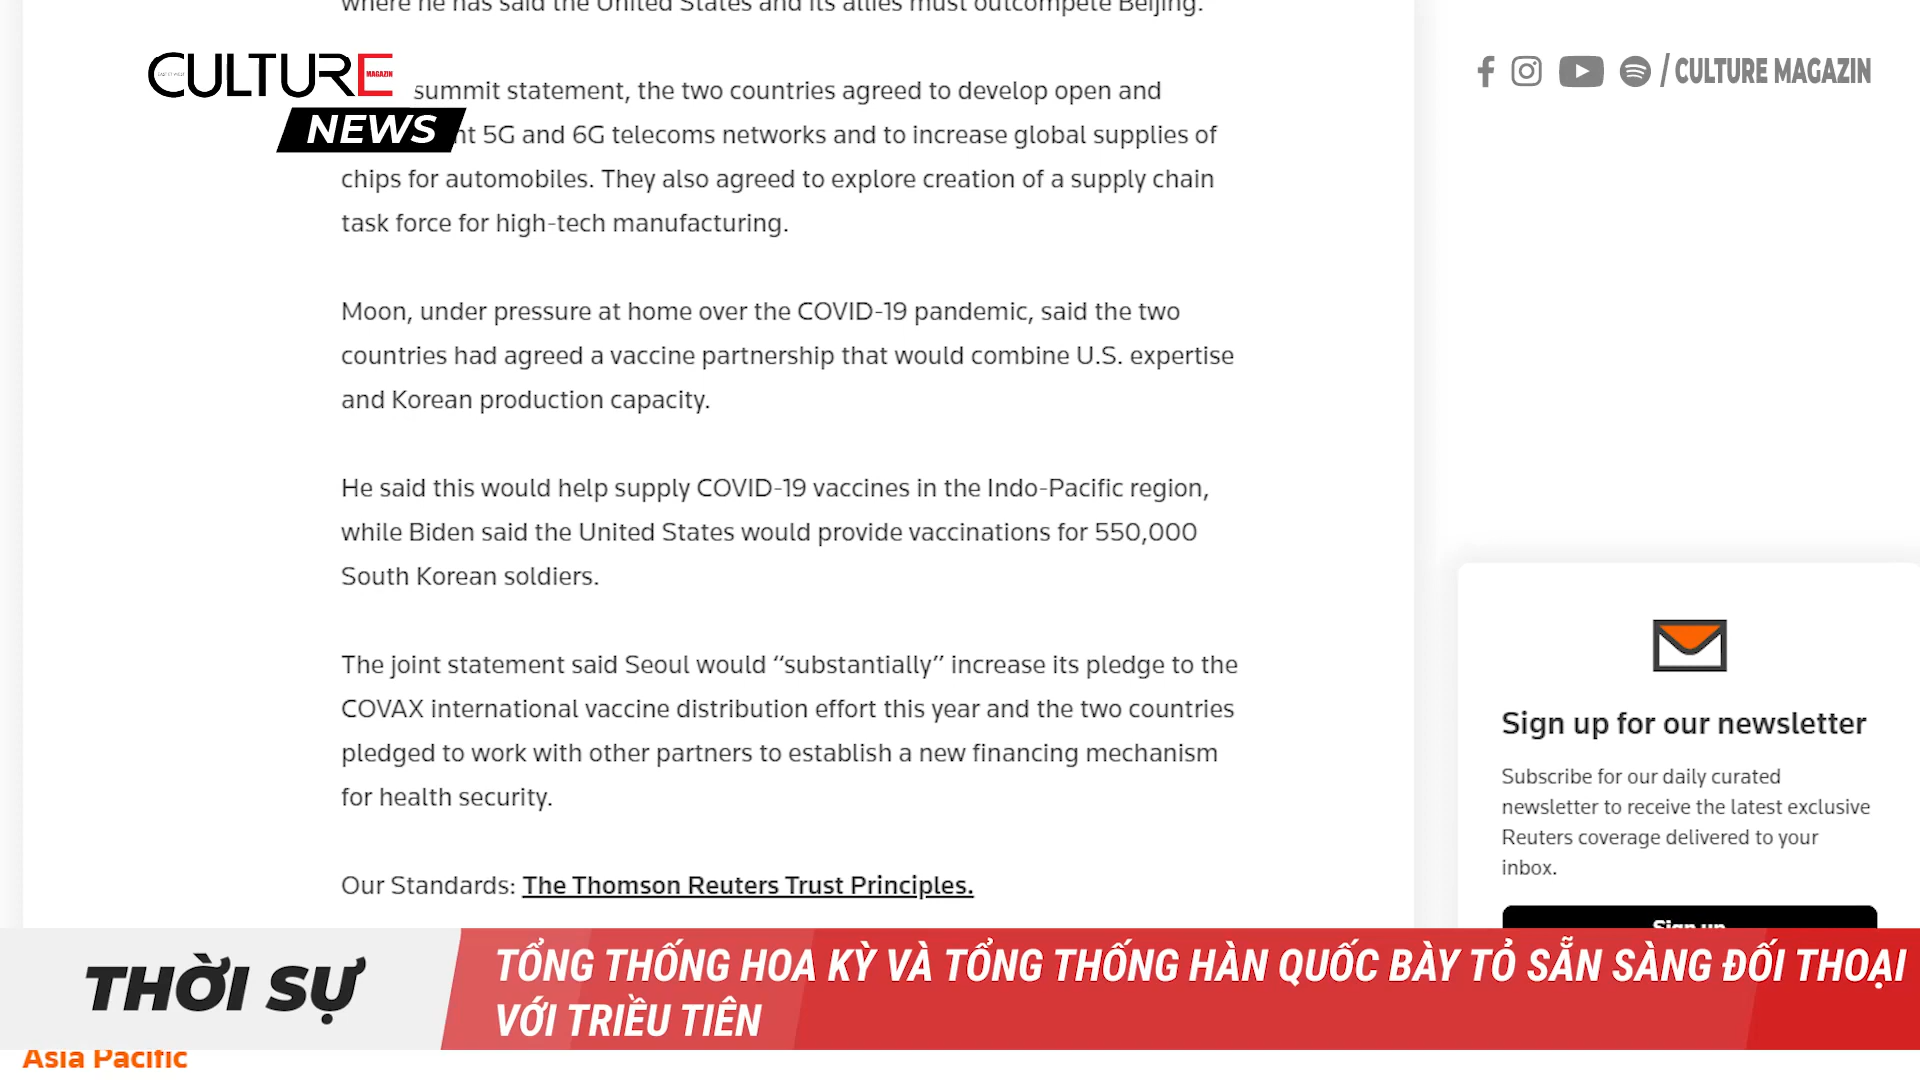 where he has said the United States and its allies must outcompete Beijing.
CULTURE
MAGAZIN
NEWS
/ CULTURE MAGAZIN
summit statement, the two countries agreed to develop open and
nt 5G and 6G telecoms networks and to increase global supplies of
chips for automobiles. They also agreed to explore creation of a supply chain
task force for high-tech manufacturing.
Moon, under pressure at home over the COVID-19 pandemic, said the two
countries had agreed a vaccine partnership that would combine U.S. expertise
and Korean production capacity.
He said this would help supply COVID-19 vaccines in the Indo-Pacific region,
while Biden said the United States would provide vaccinations for 550,000
South Korean soldiers.
The joint statement said Seoul would “substantially” increase its pledge to the
COVAX international vaccine distribution effort this year and the two countries
pledged to work with other partners to establish a new financing mechanism
for health security.
Our Standards: The Thomson Reuters Trust Principles.
Sign up for our newsletter
Subscribe for our daily curated
newsletter to receive the latest exclusive
Reuters coverage delivered to your
inbox.
Sign up
THỜI SỰ
TỔNG THỐNG HOA KỲ VÀ TỔNG THỐNG HÀN QUỐC BÀY TỎ SẴN SÀNG ĐỐI THOẠI
VỚI TRIỀU TIÊN
Asia Pacific